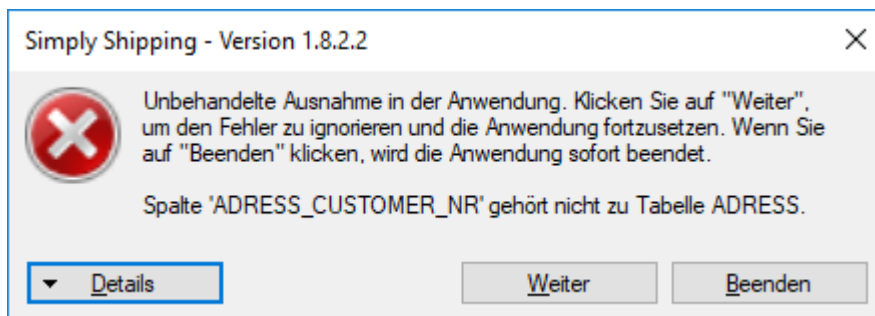 Simply Shipping - Version 1.8.2.2
Unbehandelte Ausnahme in der Anwendung. Klicken Sie auf "Weiter",
um den Fehler zu ignorieren und die Anwendung fortzusetzen. Wenn Sie
auf "Beenden" klicken, wird die Anwendung sofort beendet.
Spalte 'ADRESS_CUSTOMER_NR' gehört nicht zu Tabelle ADRESS.
Details
Weiter
Beenden